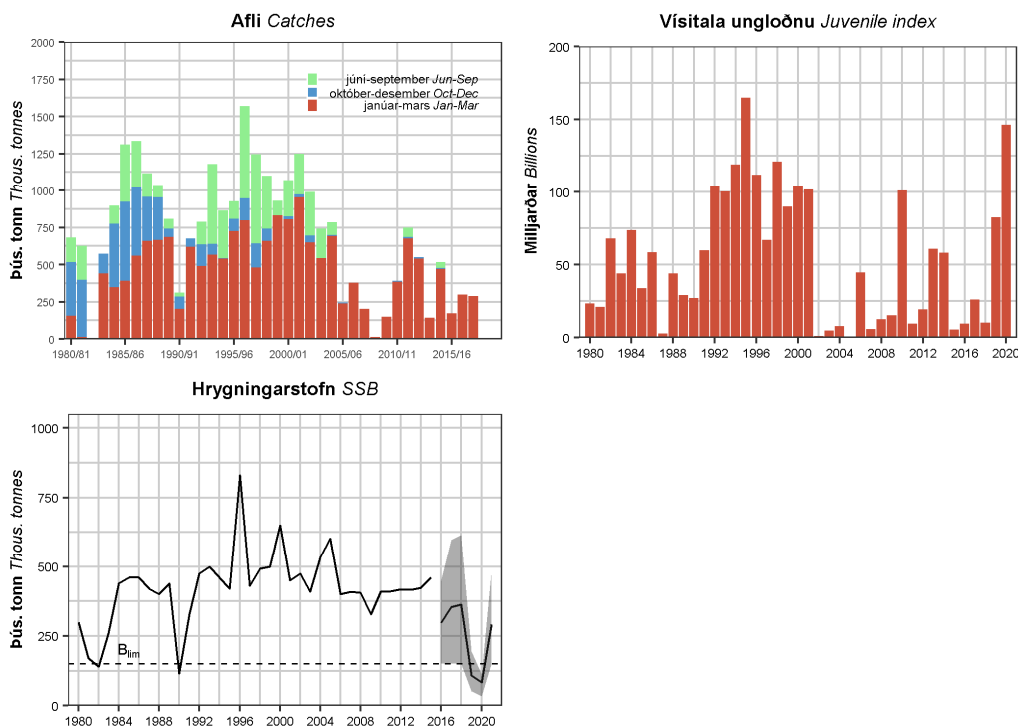 Afli Catches
Þús. tonn Thous. tonnes
2000
1750
1500
1250
1000
750
500
250
0
júní-september Jun-Sep
október-desember Oct-Dec
janúar-mars Jan-Mar
1980/81 1985/86 1990/91 1995/96 2000/01 2005/06 2010/11 2015/16
Vísitala ungloðnu Juvenile index
Milljarðar Billions
200
150
100
50
0
1980 1984 1988 1992 1996 2000 2004 2008 2012 2016 2020
Hrygningarstofn SSB
Þús. tonn Thous. tonnes
1000
750
500
250
0
Blim
1980 1984 1988 1992 1996 2000 2004 2008 2012 2016 2020